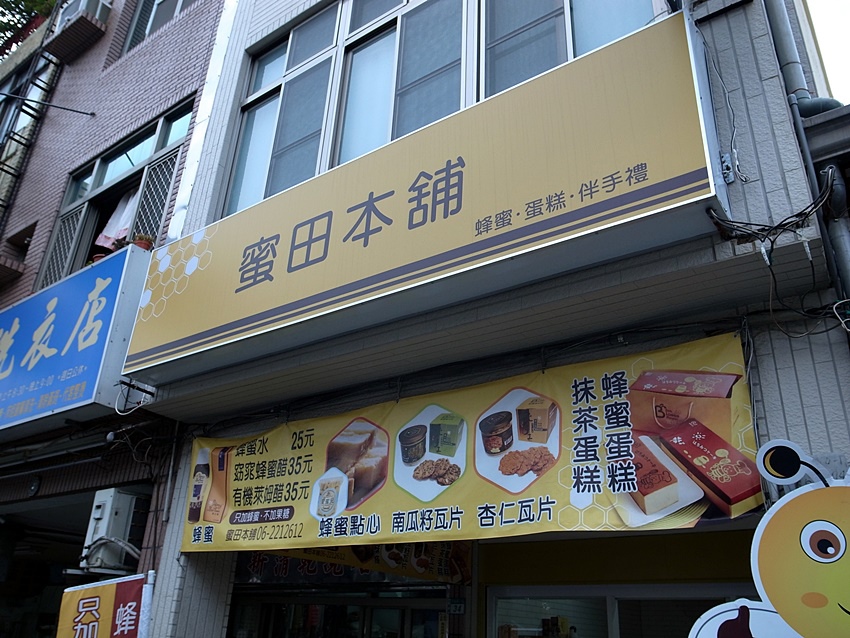 蜜田本舖
蜂蜜·蛋糕·伴手禮
洗衣店
蜂蜜水 25元
窈窕蜂蜜醋35元
有機萊姆醋35元
只加蜂蜜·不加果糖
蜜田本舖06-2212612
蜂蜜
蜂蜜點心
南瓜籽瓦片
杏仁瓦片
蜂蜜蛋糕
抹茶蛋糕
蜂
只加